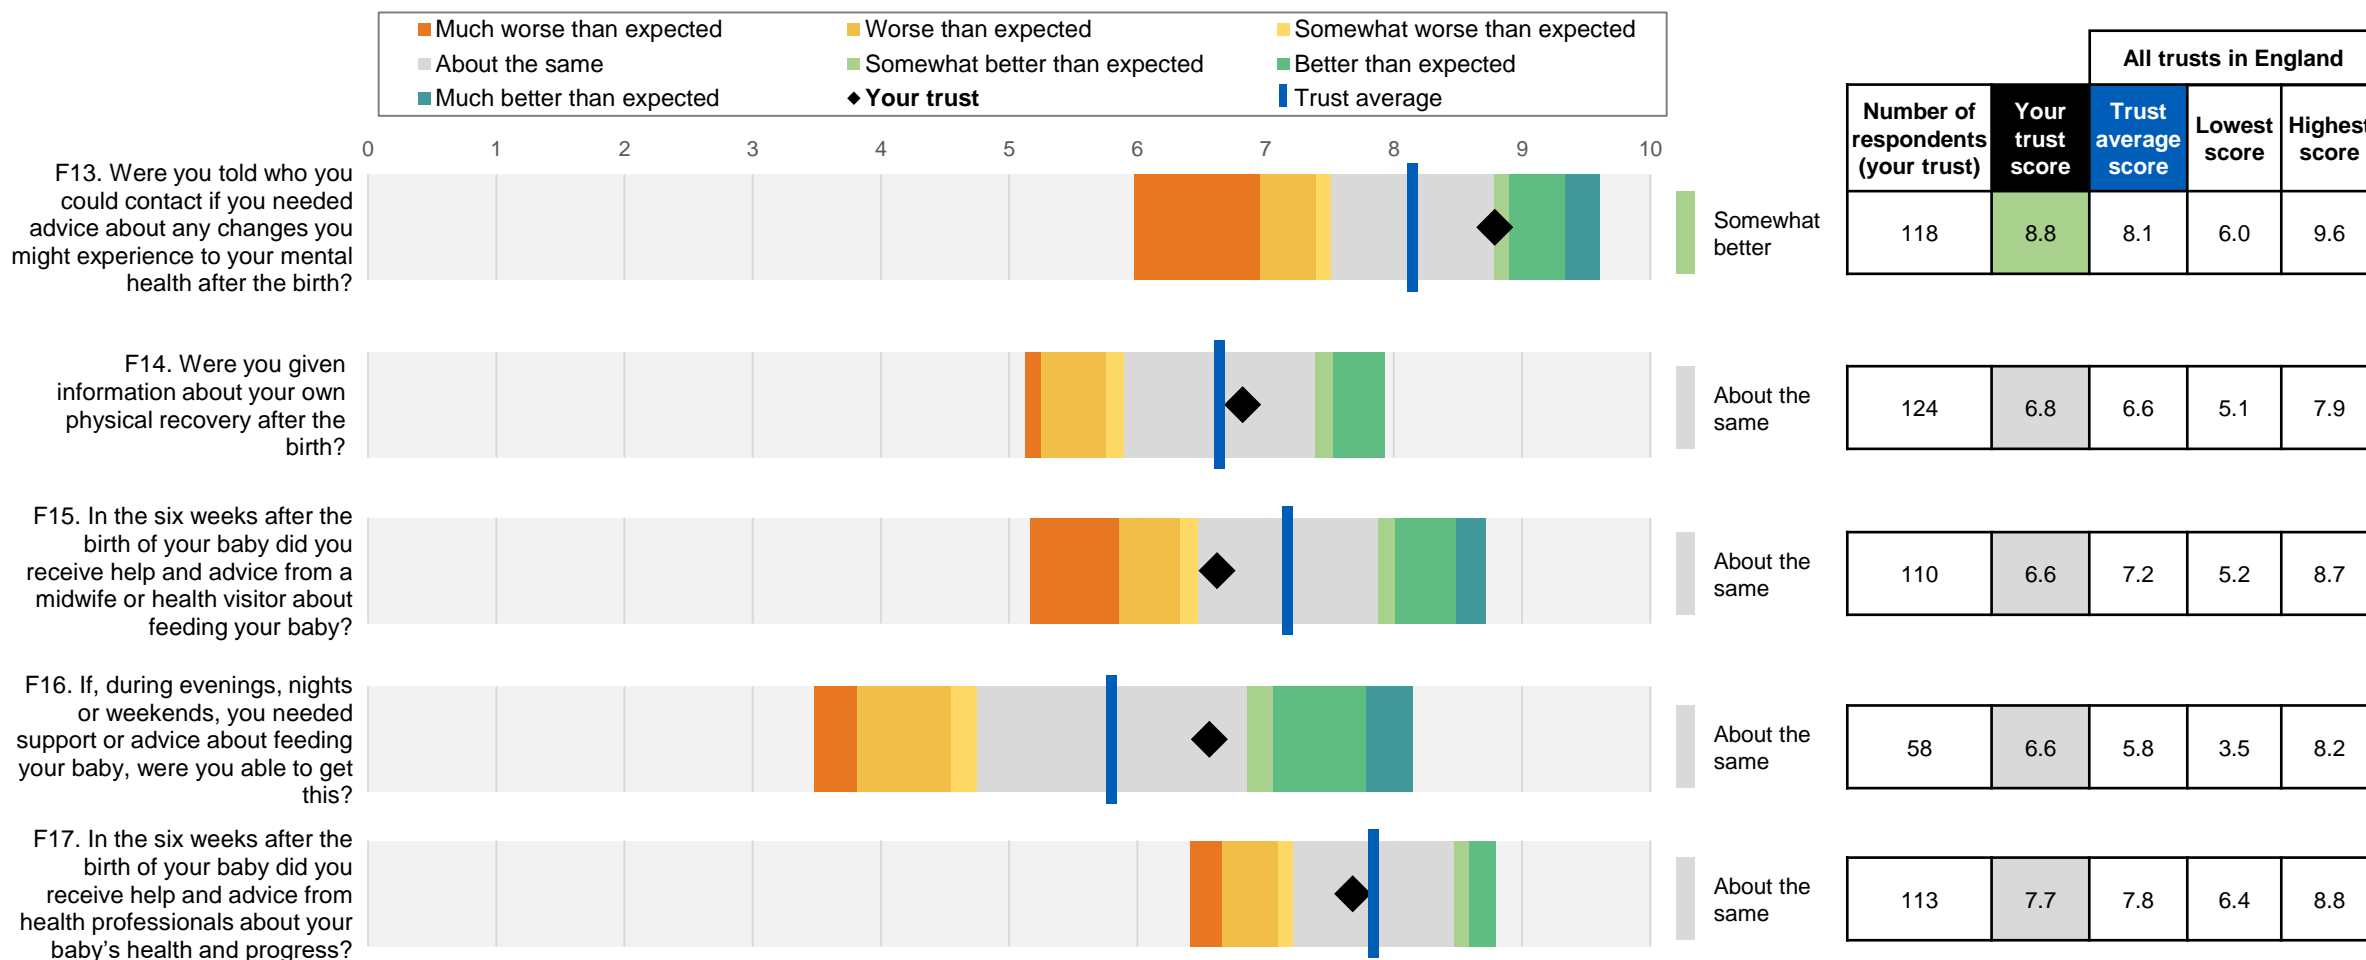 Much worse than expected
Worse than expected
Somewhat worse than expected
About the same
Somewhat better than expected
Better than expected
Much better than expected
Your trust
Trust average
All trusts in England
Number of
respondents
(your trust)
Your
trust
score
Trust
average
score
Lowest
score
Highest
score
0 1 2 3 4 5 6 7 8 9 10
F13. Were you told who you
could contact if you needed
advice about any changes you
might experience to your mental
health after the birth?
Somewhat
better
118 8.8 8.1 6.0 9.6
F14. Were you given
information about your own
physical recovery after the
birth?
About the
same
124 6.8 6.6 5.1 7.9
F15. In the six weeks after the
birth of your baby did you
receive help and advice from a
midwife or health visitor about
feeding your baby?
About the
same
110 6.6 7.2 5.2 8.7
F16. If, during evenings, nights
or weekends, you needed
support or advice about feeding
your baby, were you able to get
this?
About the
same
58 6.6 5.8 3.5 8.2
F17. In the six weeks after the
birth of your baby did you
receive help and advice from
health professionals about your
baby’s health and progress?
About the
same
113 7.7 7.8 6.4 8.8